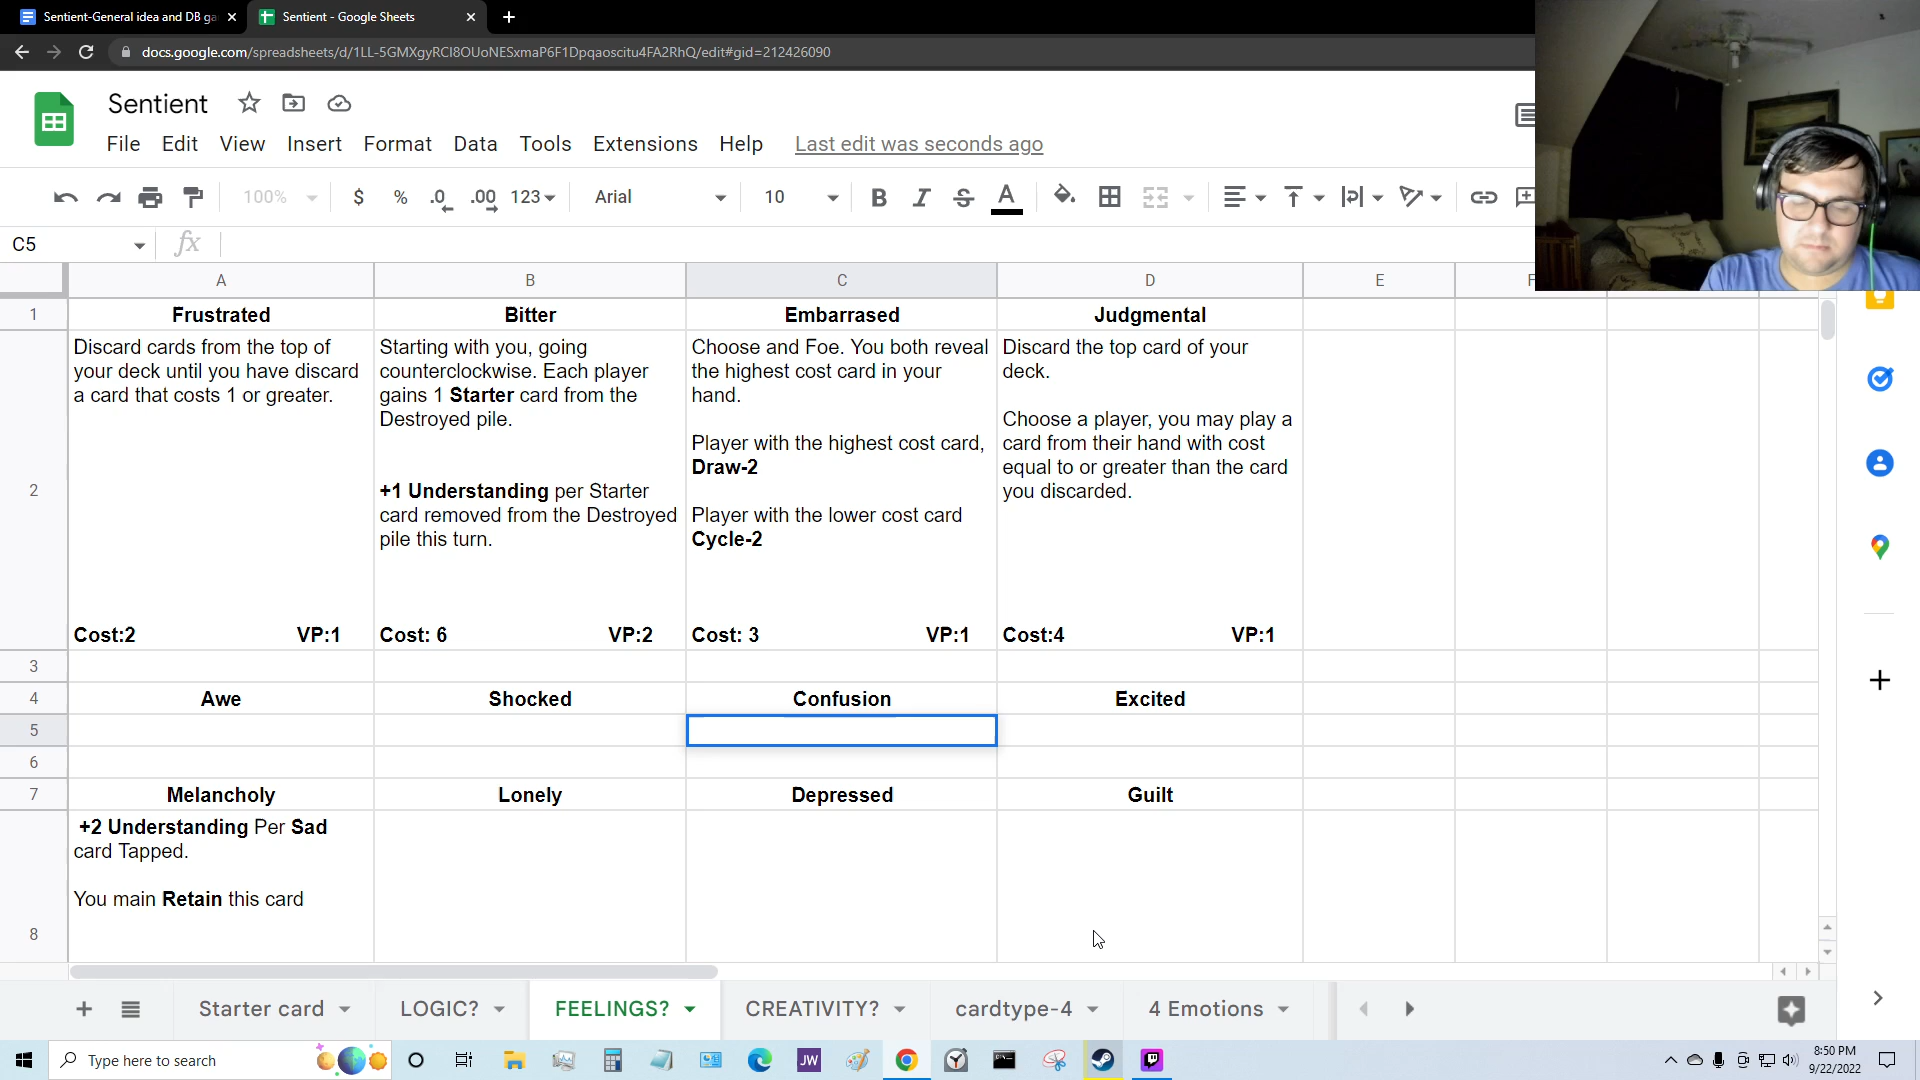 Sentient-General idea and DB ga
Sentient - Google Sheets
docs.google.com/spreadsheets/d/1LL-5GMXgyRCI8OUoNESxmaP6F1Dpqaoscitu4FA2RhQ/edit#gid=212426090
Sentient
File Edit View Insert Format Data Tools Extensions Help Last edit was seconds ago
100% $ % .0 .00 123 Arial 10 B I S A
C5 fx
A B C D E F
1 Frustrated Bitter Embarrased Judgmental
2
Discard cards from the top of
your deck until you have discard
a card that costs 1 or greater.
Cost:2 VP:1
Starting with you, going
counterclockwise. Each player
gains 1 Starter card from the
Destroyed pile.
+1 Understanding per Starter
card removed from the Destroyed
pile this turn.
Cost: 6 VP:2
Choose and Foe. You both reveal
the highest cost card in your
hand.
Player with the highest cost card,
Draw-2
Player with the lower cost card
Cycle-2
Cost: 3 VP:1
Discard the top card of your
deck.
Choose a player, you may play a
card from their hand with cost
equal to or greater than the card
you discarded.
Cost:4 VP:1
3
4 Awe Shocked Confusion Excited
5
6
7 Melancholy Lonely Depressed Guilt
8
+2 Understanding Per Sad
card Tapped.
You main Retain this card
Starter card LOGIC? FEELINGS? CREATIVITY? cardtype-4 4 Emotions
Type here to search
JW
8:50 PM
9/22/2022